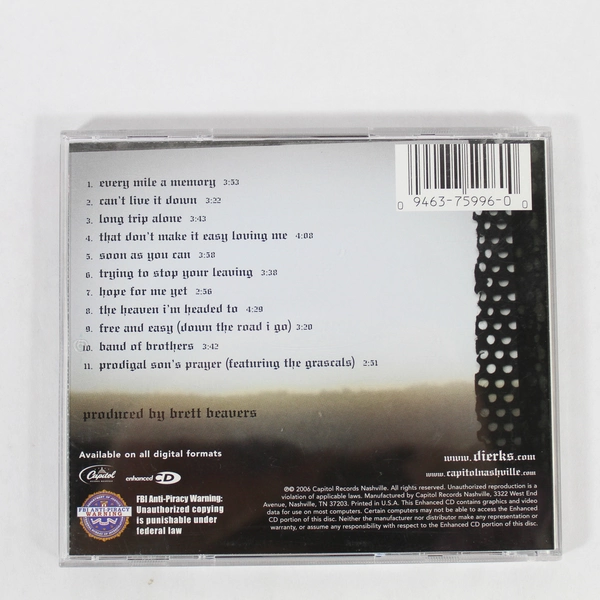 0 9463-75996-0 0
1. every mile a memory 3:53
2. can't live it down 3:22
3. long trip alone 3:43
4. that don't make it easy loving me 4:08
5. soon as you can 3:58
6. trying to stop your leaving 3:38
7. hope for me yet 2:56
8. the heaven i'm headed to 4:29
9. free and easy (down the road i go) 3:20
10. band of brothers 3:42
11. prodigal son's prayer (featuring the grascals) 2:51
produced by brett beavers
Available on all digital formats
Capitol
enhanced CD
www.dierks.com
www.capitolnashville.com
FBI ANTI-PIRACY
WARNING
FBI Anti-Piracy Warning:
Unauthorized copying
is punishable under
federal law
℗© 2006 Capitol Records Nashville. All rights reserved. Unauthorized reproduction is a
violation of applicable laws. Manufactured by Capitol Records Nashville, 3322 West End
Avenue, Nashville, TN 37203. Printed in U.S.A. This Enhanced CD contains graphics and video
data for use on most computers. Certain computers may not be able to access the Enhanced
CD portion of this disc. Neither the manufacturer nor distributor make any representation or
warranty, or assume any responsibility with respect to the Enhanced CD portion of this disc.